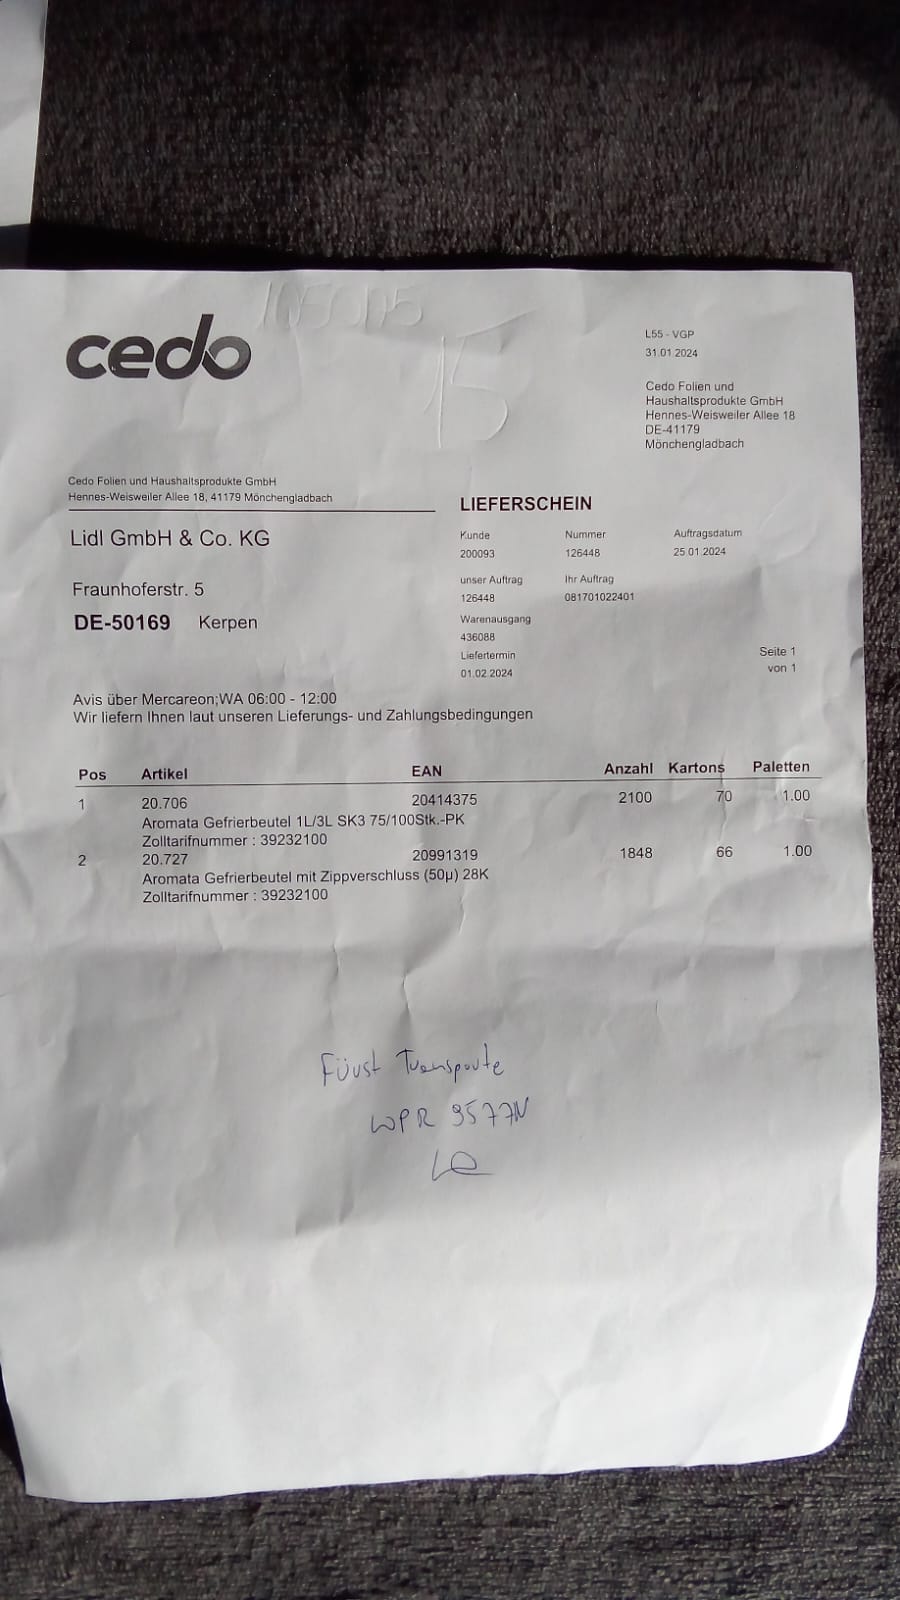 cedo
15
L55 - VGP
31.01.2024
Cedo Folien und
Haushaltsprodukte GmbH
Hennes-Weisweiler Allee 18
DE-41179
Mönchengladbach
Cedo Folien und Haushaltsprodukte GmbH
Hennes-Weisweiler Allee 18, 41179 Mönchengladbach
LIEFERSCHEIN
Lidl GmbH & Co. KG
Fraunhoferstr. 5
DE-50169 Kerpen
Kunde Nummer Auftragsdatum
200093 126448 25.01.2024
unser Auftrag Ihr Auftrag
126448 081701022401
Warenausgang
436088
Liefertermin
01.02.2024
Seite 1
von 1
Avis über Mercareon;WA 06:00 - 12:00
Wir liefern Ihnen laut unseren Lieferungs- und Zahlungsbedingungen
Pos Artikel EAN Anzahl Kartons Paletten
1 20.706 20414375 2100 70 1.00
Aromata Gefrierbeutel 1L/3L SK3 75/100Stk.-PK
Zolltarifnummer : 39232100
2 20.727 20991319 1848 66 1.00
Aromata Gefrierbeutel mit Zippverschluss (50µ) 28K
Zolltarifnummer : 39232100
Fürst Transporte
WPR 9577N